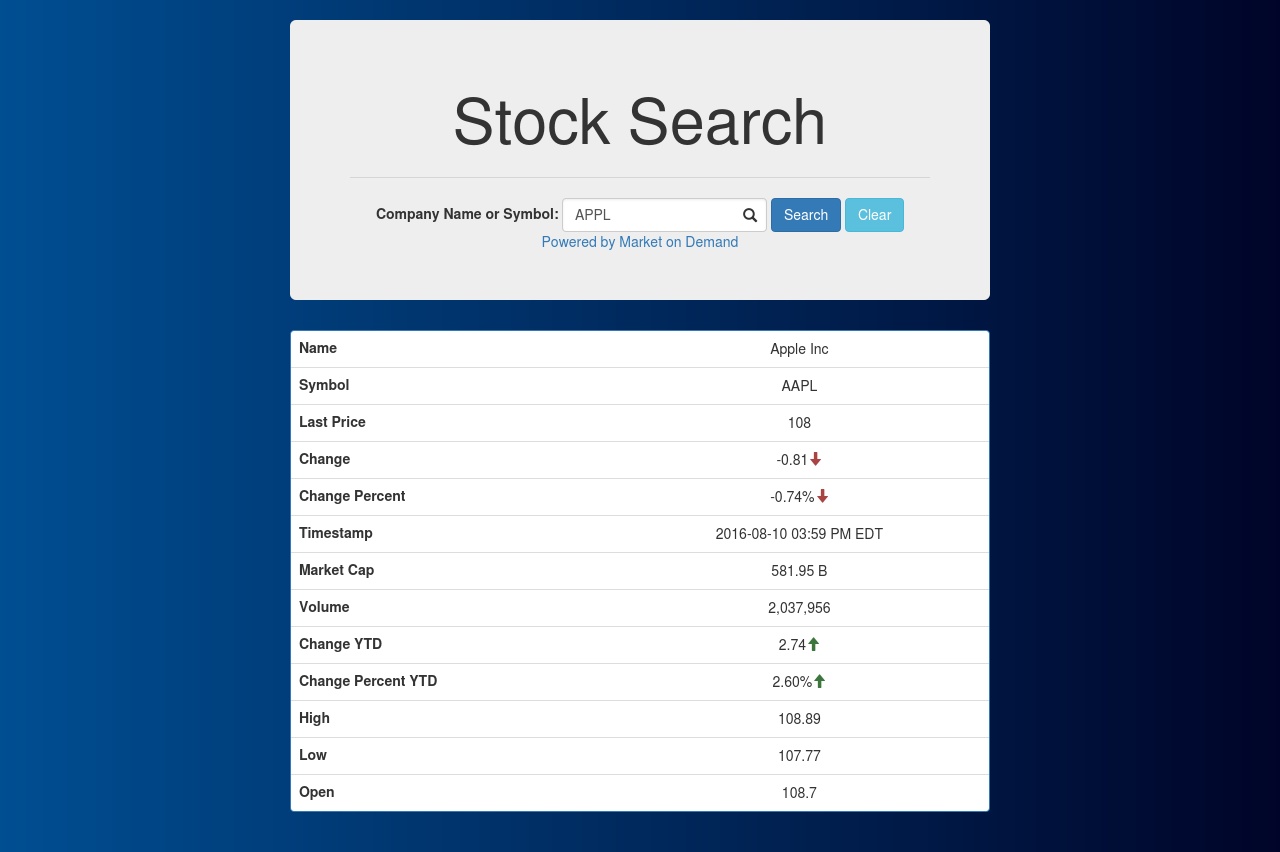 Stock Search
Company Name or Symbol: APPL Search Clear
Powered by Market on Demand
Name Apple Inc
Symbol AAPL
Last Price 108
Change -0.81
Change Percent -0.74%
Timestamp 2016-08-10 03:59 PM EDT
Market Cap 581.95 B
Volume 2,037,956
Change YTD 2.74
Change Percent YTD 2.60%
High 108.89
Low 107.77
Open 108.7